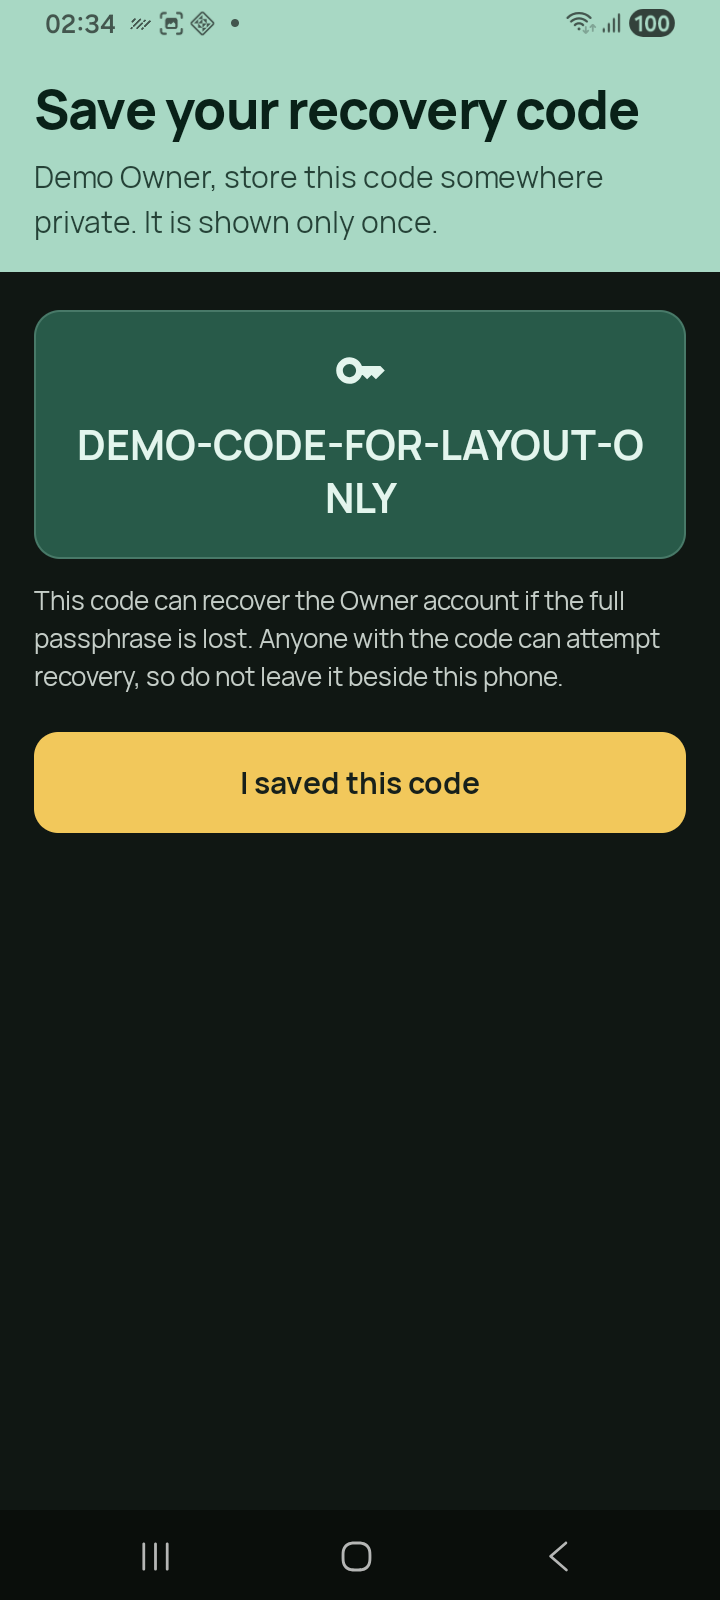 02:34
100
Save your recovery code
Demo Owner, store this code somewhere
private. It is shown only once.
DEMO-CODE-FOR-LAYOUT-O
NLY
This code can recover the Owner account if the full
passphrase is lost. Anyone with the code can attempt
recovery, so do not leave it beside this phone.
I saved this code